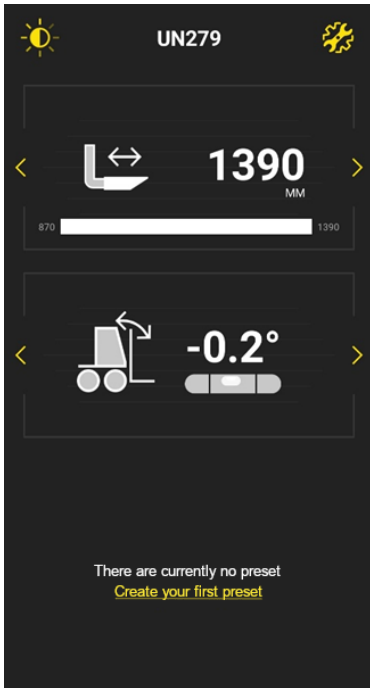 UN279
1390
MM
870 1390
-0.2°
There are currently no preset
Create your first preset